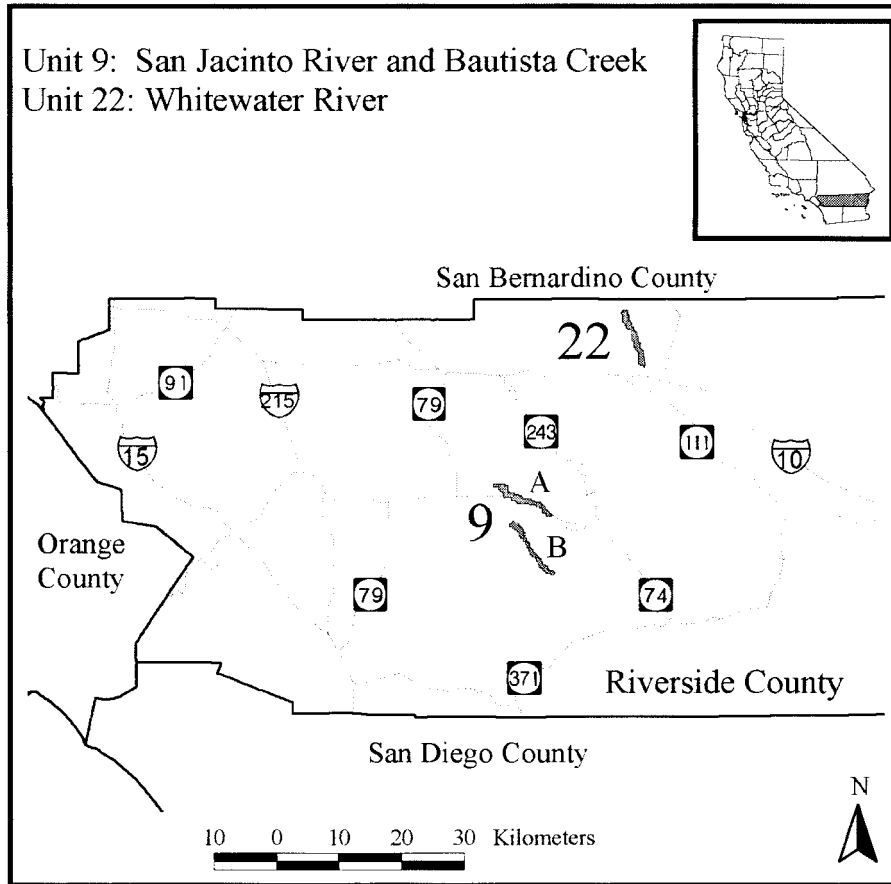 Unit 9: San Jacinto River and Bautista Creek
Unit 22: Whitewater River
San Bernardino County
22
91
215
79
243
111
15
10
A
9
B
Orange
County
79
74
371
Riverside County
San Diego County
N
10 0 10 20 30 Kilometers